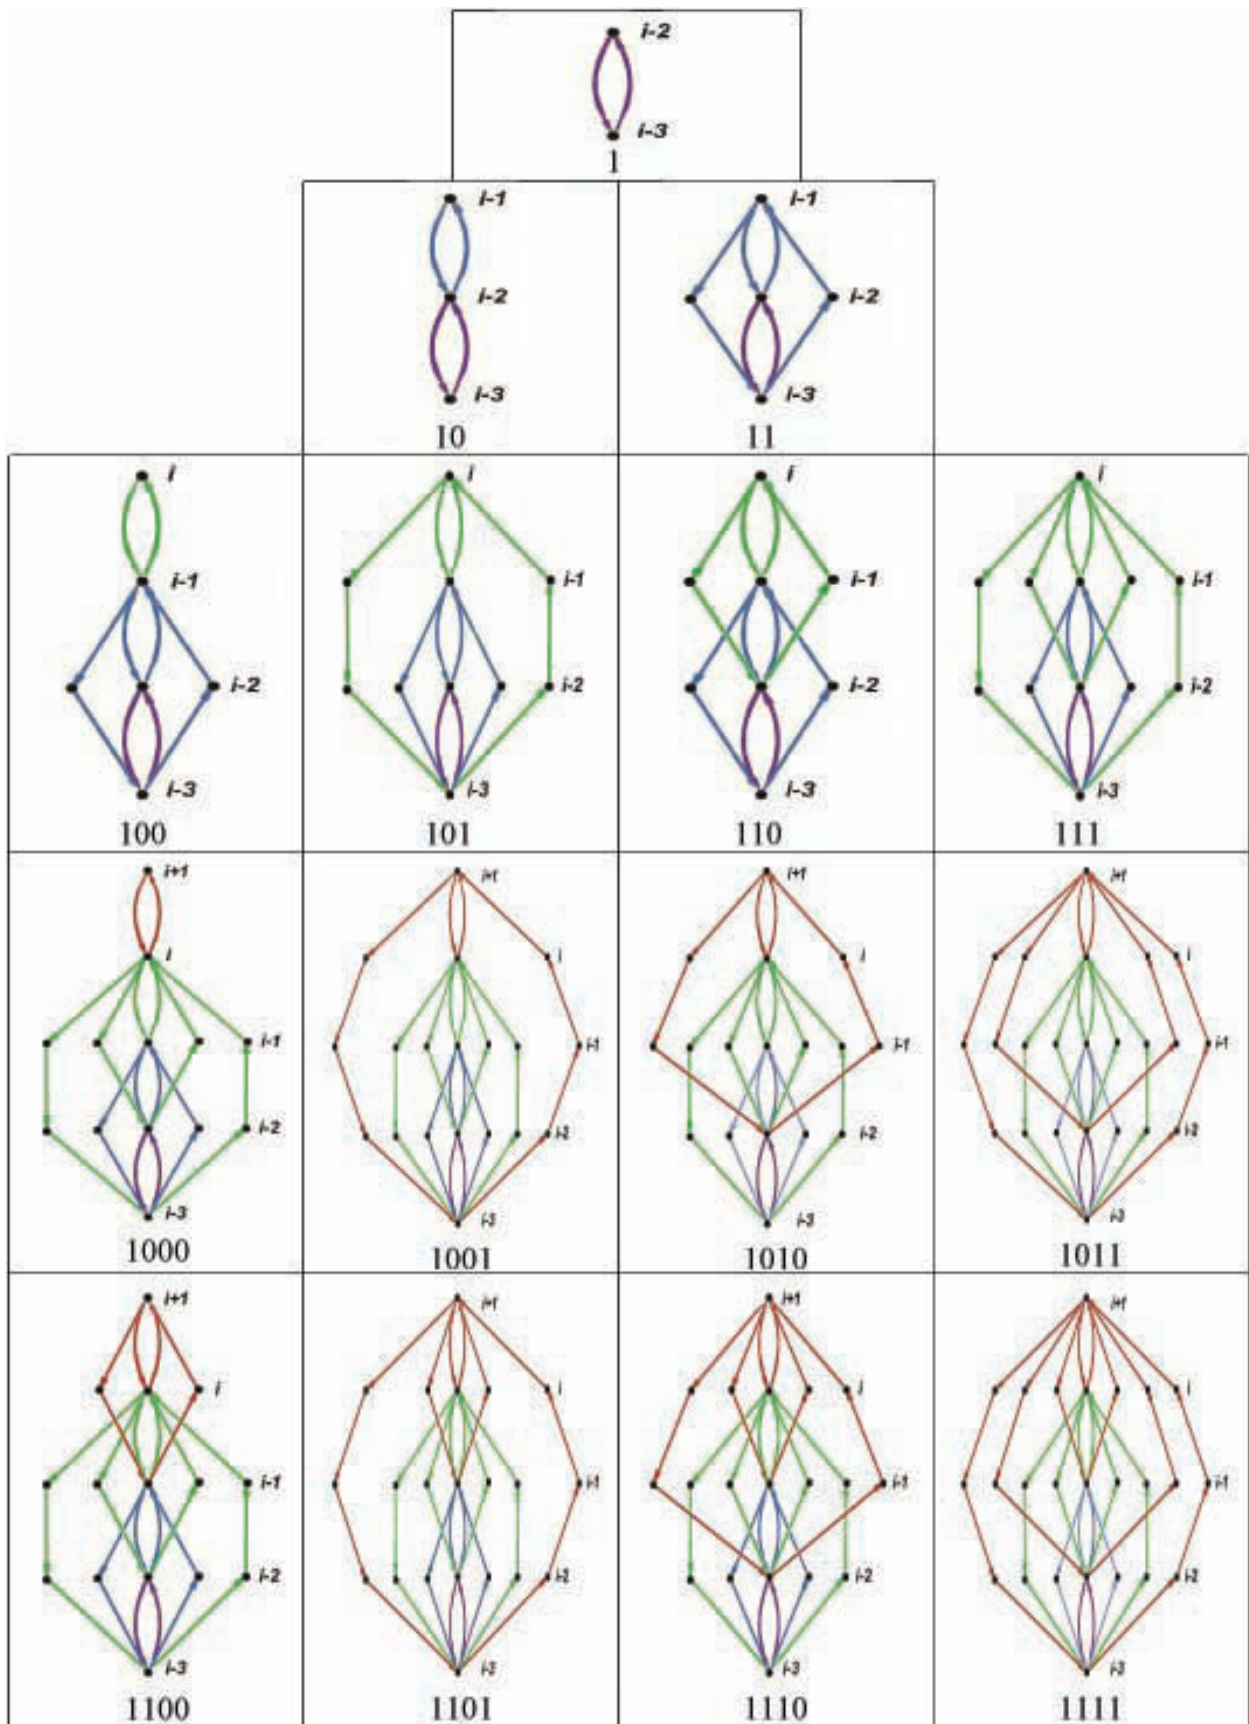 i-2
i-3
1
i-1 i-1
i-2 i-2
i-3 i-3
10 11
i i i i
i-1 i-1 i-1 i-1
i-2 i-2 i-2 i-2
i-3 i-3 i-3 i-3
100 101 110 111
i+1 i+1 i+1 i+1
i i i i
i-1 i-1 i-1 i-1
i-2 i-2 i-2 i-2
i-3 i-3 i-3 i-3
1000 1001 1010 1011
i+1 i+1 i+1 i+1
i i i i
i-1 i-1 i-1 i-1
i-2 i-2 i-2 i-2
i-3 i-3 i-3 i-3
1100 1101 1110 1111